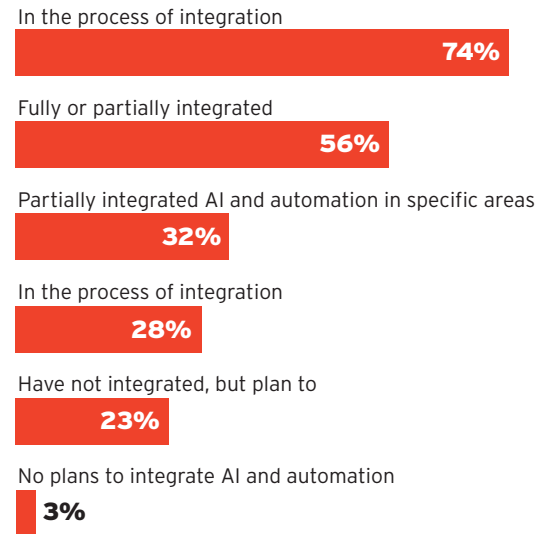 In the process of integration
74%
Fully or partially integrated
56%
Partially integrated AI and automation in specific areas
32%
In the process of integration
28%
Have not integrated, but plan to
23%
No plans to integrate AI and automation
3%